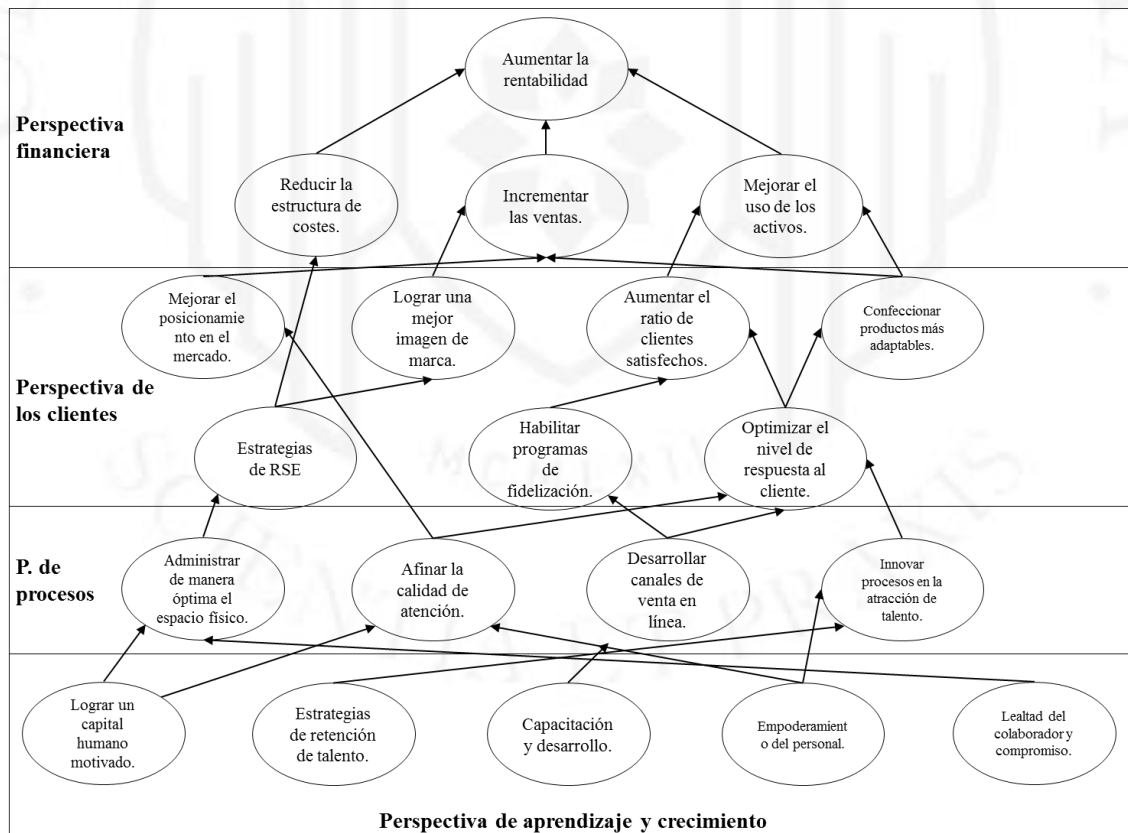 Aumentar la
rentabilidad
Perspectiva
financiera
Reducir la
estructura de
costes.
Incrementar
las ventas.
Mejorar el
uso de los
activos.
Mejorar el
posicionamie
nto en el
mercado.
Lograr una
mejor
imagen de
marca.
Aumentar el
ratio de
clientes
satisfechos.
Confeccionar
productos más
adaptables.
Perspectiva de
los clientes
Estrategias
de RSE
Habilitar
programas
de
fidelización.
Optimizar el
nivel de
respuesta al
cliente.
P. de
procesos
Administrar
de manera
óptima el
espacio físico.
Afinar la
calidad de
atención.
Desarrollar
canales de
venta en
línea.
Innovar
procesos en la
atracción de
talento.
Lograr un
capital
humano
motivado.
Estrategias
de retención
de talento.
Capacitación
y desarrollo.
Empoderamient
o del personal.
Lealtad del
colaborador y
compromiso.
Perspectiva de aprendizaje y crecimiento